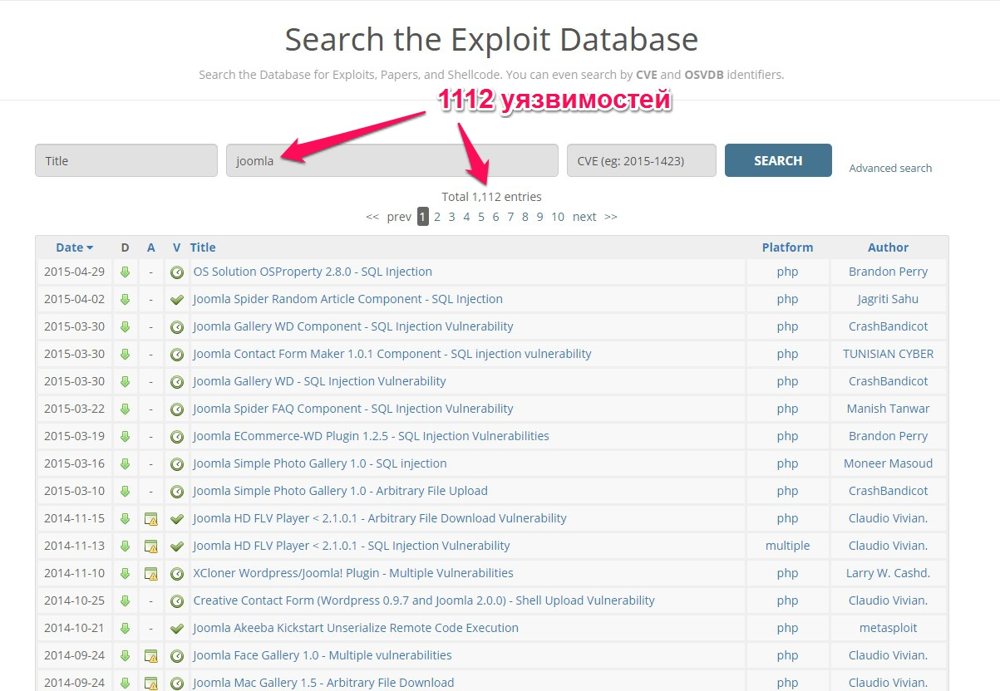 Search the Exploit Database
Search the Database for Exploits, Papers, and Shellcode. You can even search by CVE and OSVDB identifiers.
1112 уязвимостей
Title joomla CVE (eg: 2015-1423) SEARCH Advanced search
Total 1,112 entries
<< prev 1 2 3 4 5 6 7 8 9 10 next >>
Date D A V Title Platform Author
2015-04-29 - OS Solution OSProperty 2.8.0 - SQL Injection php Brandon Perry
2015-04-02 - Joomla Spider Random Article Component - SQL Injection php Jagriti Sahu
2015-03-30 - Joomla Gallery WD Component - SQL Injection Vulnerability php CrashBandicot
2015-03-30 - Joomla Contact Form Maker 1.0.1 Component - SQL injection vulnerability php TUNISIAN CYBER
2015-03-30 - Joomla Gallery WD - SQL Injection Vulnerability php CrashBandicot
2015-03-22 - Joomla Spider FAQ Component - SQL Injection Vulnerability php Manish Tanwar
2015-03-19 - Joomla ECommerce-WD Plugin 1.2.5 - SQL Injection Vulnerabilities php Brandon Perry
2015-03-16 - Joomla Simple Photo Gallery 1.0 - SQL injection php Moneer Masoud
2015-03-10 - Joomla Simple Photo Gallery 1.0 - Arbitrary File Upload php CrashBandicot
2014-11-15 Joomla HD FLV Player < 2.1.0.1 - Arbitrary File Download Vulnerability php Claudio Vivian.
2014-11-13 Joomla HD FLV Player < 2.1.0.1 - SQL Injection Vulnerability multiple Claudio Vivian.
2014-11-10 XCloner Wordpress/Joomla! Plugin - Multiple Vulnerabilities php Larry W. Cashd.
2014-10-25 - Creative Contact Form (Wordpress 0.9.7 and Joomla 2.0.0) - Shell Upload Vulnerability php Claudio Vivian.
2014-10-21 - Joomla Akeeba Kickstart Unserialize Remote Code Execution php metasploit
2014-09-24 Joomla Face Gallery 1.0 - Multiple vulnerabilities php Claudio Vivian.
2014-09-24 Joomla Mac Gallery 1.5 - Arbitrary File Download php Claudio Vivian.